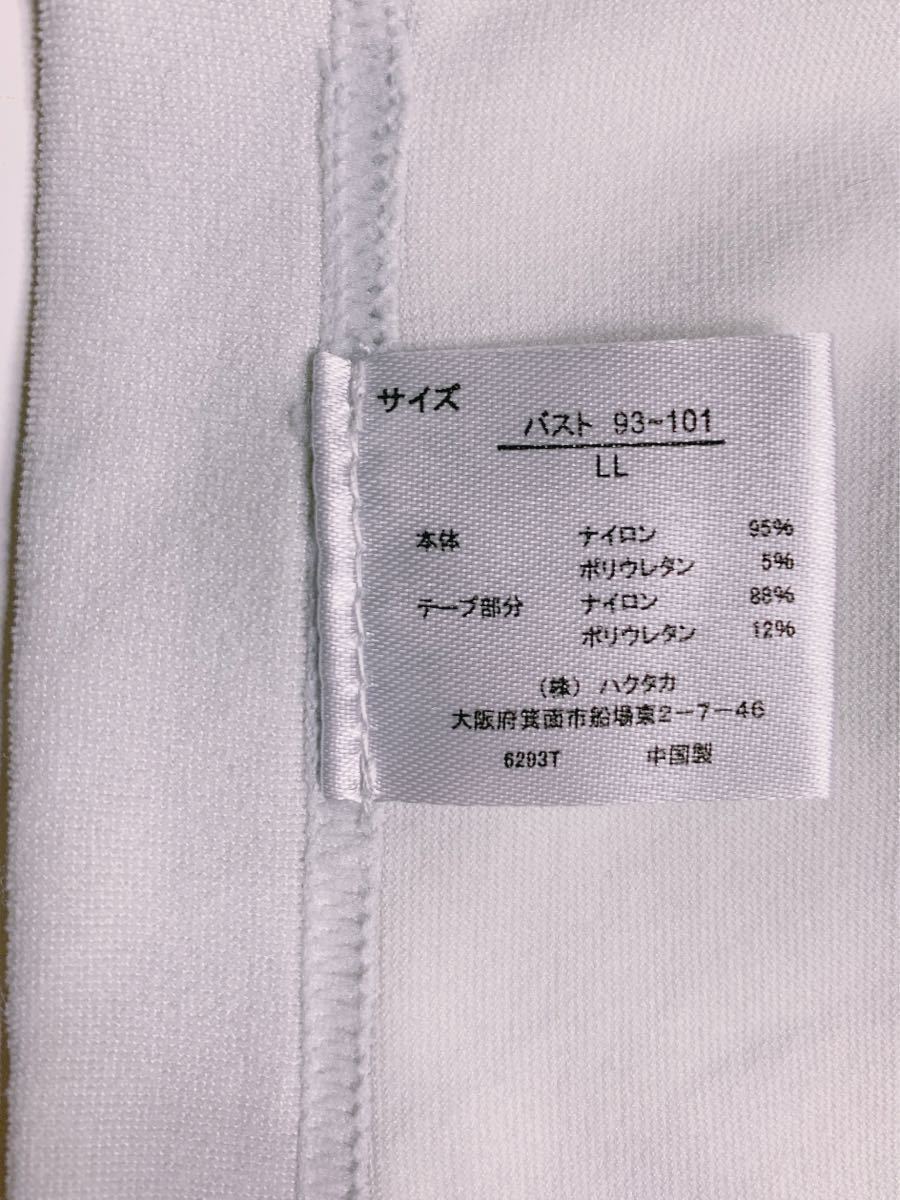 サイズ
バスト 93~101
LL
本体 ナイロン 95%
ポリウレタン 5%
テープ部分 ナイロン 88%
ポリウレタン 12%
(株) ハクタカ
大阪府箕面市船場東2-7-46
6293T 中国製